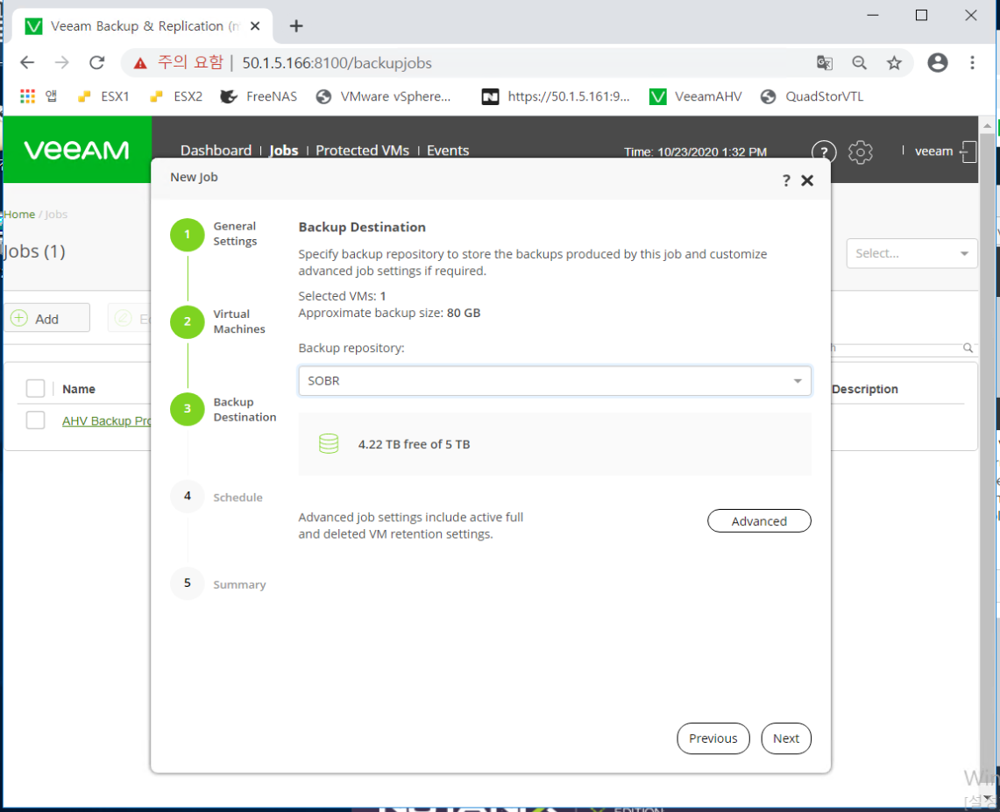 Veeam Backup & Replication (
주의 요함 | 50.1.5.166:8100/backupjobs
앱 ESX1 ESX2 FreeNAS VMware vSphere... https://50.1.5.161:9... VeeamAHV QuadStorVTL
veeAM Dashboard Jobs Protected VMs Events Time: 10/23/2020 1:32 PM ? veeam
New Job ?
Home / Jobs
Jobs (1)
Select...
Add
Name
Description
AHV Backup
1 General Settings
2 Virtual Machines
3 Backup Destination
4 Schedule
5 Summary
Backup Destination
Specify backup repository to store the backups produced by this job and customize
advanced job settings if required.
Selected VMs: 1
Approximate backup size: 80 GB
Backup repository:
SOBR
4.22 TB free of 5 TB
Advanced job settings include active full
and deleted VM retention settings.
Advanced
Previous Next